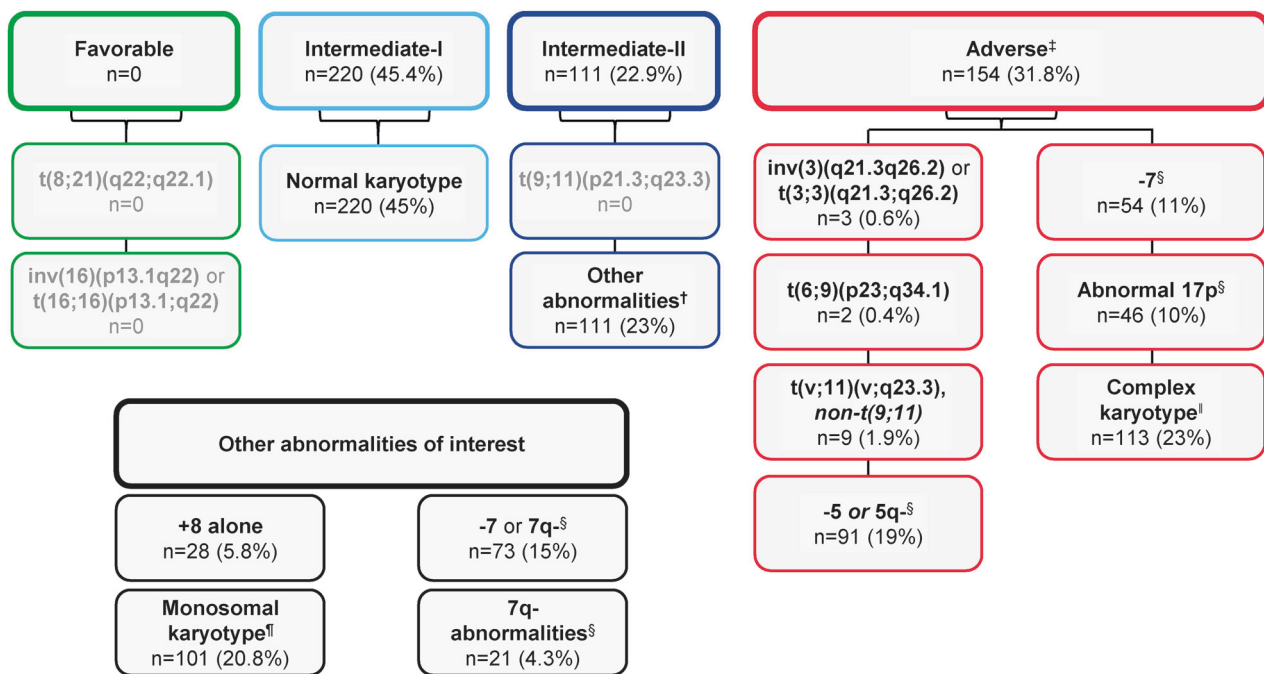 Favorable
n=0
Intermediate-I
n=220 (45.4%)
Intermediate-II
n=111 (22.9%)
Adverse‡
n=154 (31.8%)
t(8;21)(q22;q22.1)
n=0
inv(16)(p13.1q22) or
t(16;16)(p13.1;q22)
n=0
Normal karyotype
n=220 (45%)
t(9;11)(p21.3;q23.3)
n=0
Other
abnormalities†
n=111 (23%)
inv(3)(q21.3q26.2) or
t(3;3)(q21.3;q26.2)
n=3 (0.6%)
t(6;9)(p23;q34.1)
n=2 (0.4%)
t(v;11)(v;q23.3),
non-t(9;11)
n=9 (1.9%)
-5 or 5q-§
n=91 (19%)
-7§
n=54 (11%)
Abnormal 17p§
n=46 (10%)
Complex
karyotype‖
n=113 (23%)
Other abnormalities of interest
+8 alone
n=28 (5.8%)
-7 or 7q-§
n=73 (15%)
Monosomal
karyotype¶
n=101 (20.8%)
7q-
abnormalities§
n=21 (4.3%)